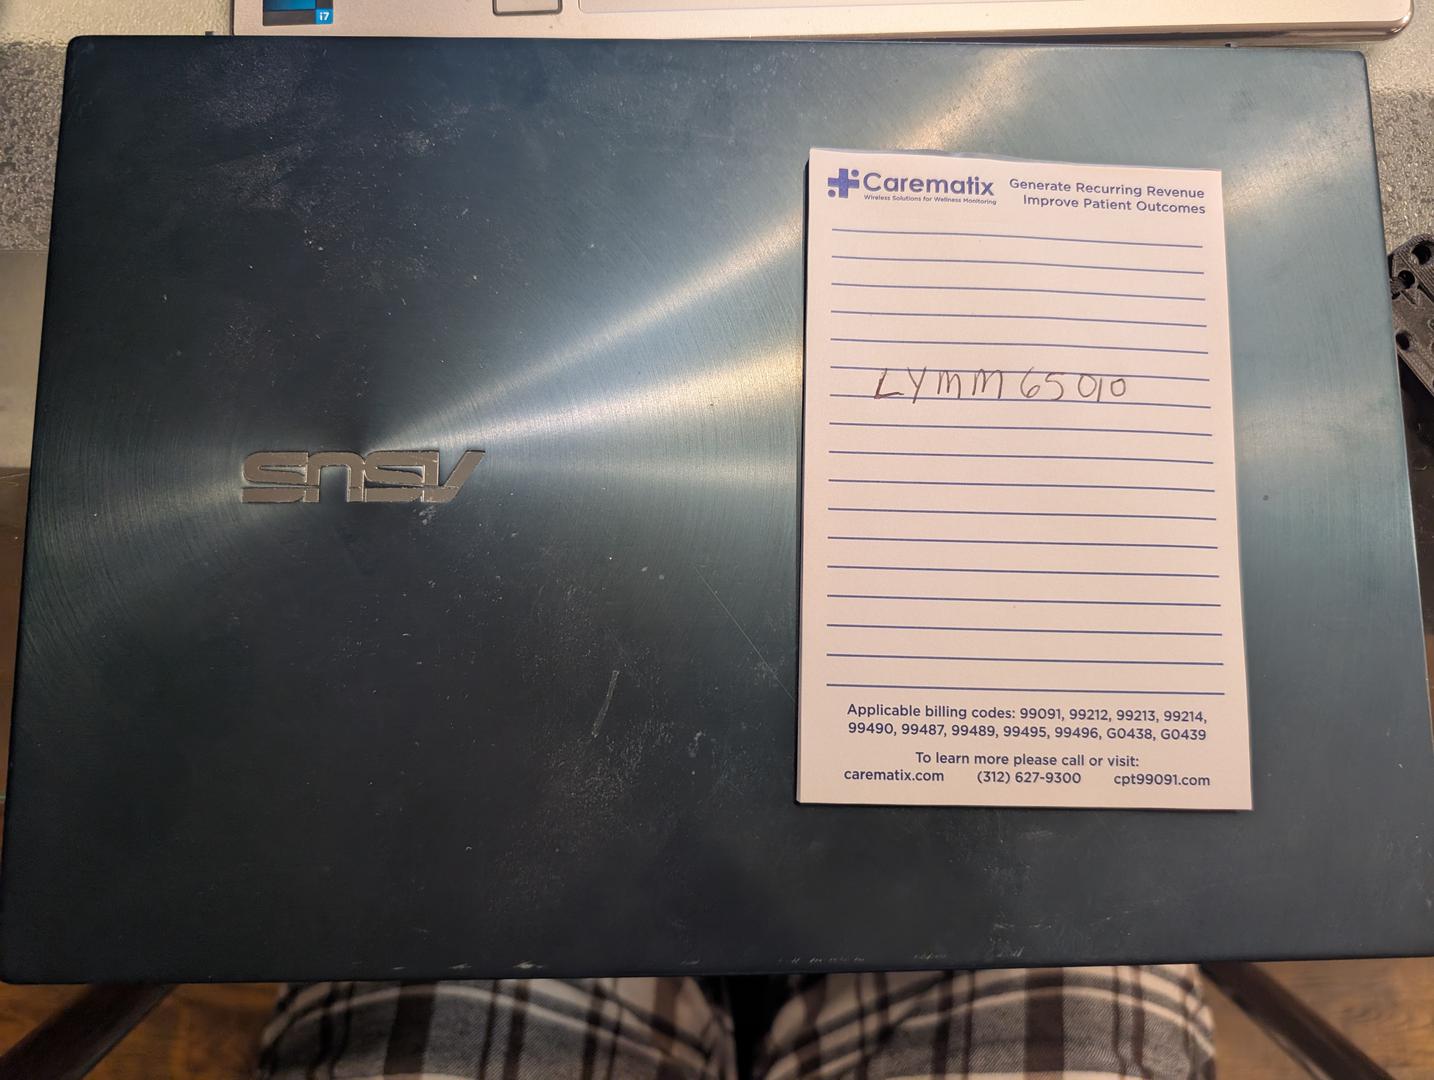 i7
Carematix
Wireless Solutions for Wellness Monitoring
Generate Recurring Revenue
Improve Patient Outcomes
LYMM65010
ASUS
Applicable billing codes: 99091, 99212, 99213, 99214,
99490, 99487, 99489, 99495, 99496, G0438, G0439
To learn more please call or visit:
carematix.com (312) 627-9300 cpt99091.com